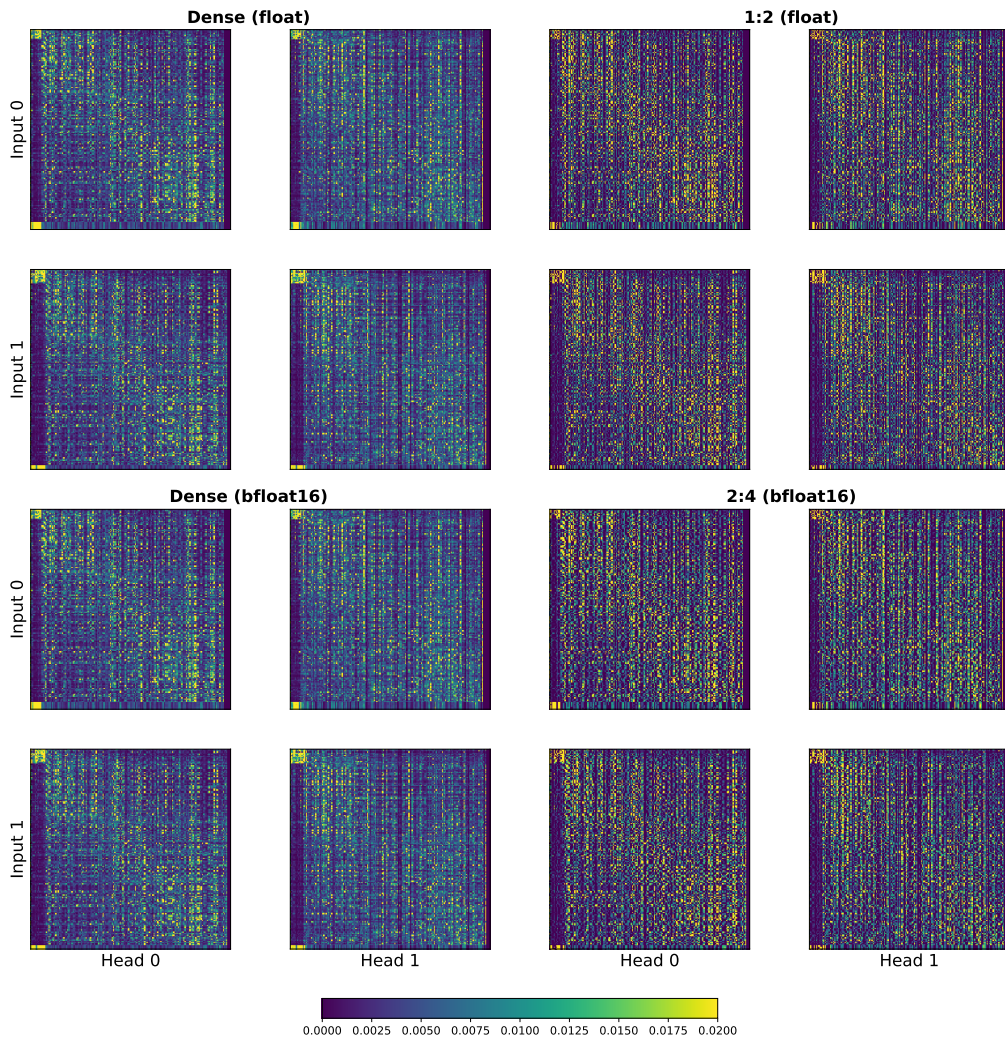 Dense (float)
1:2 (float)
Input 0
Input 1
Dense (bfloat16)
2:4 (bfloat16)
Input 0
Input 1
Head 0
Head 1
Head 0
Head 1
0.0000 0.0025 0.0050 0.0075 0.0100 0.0125 0.0150 0.0175 0.0200